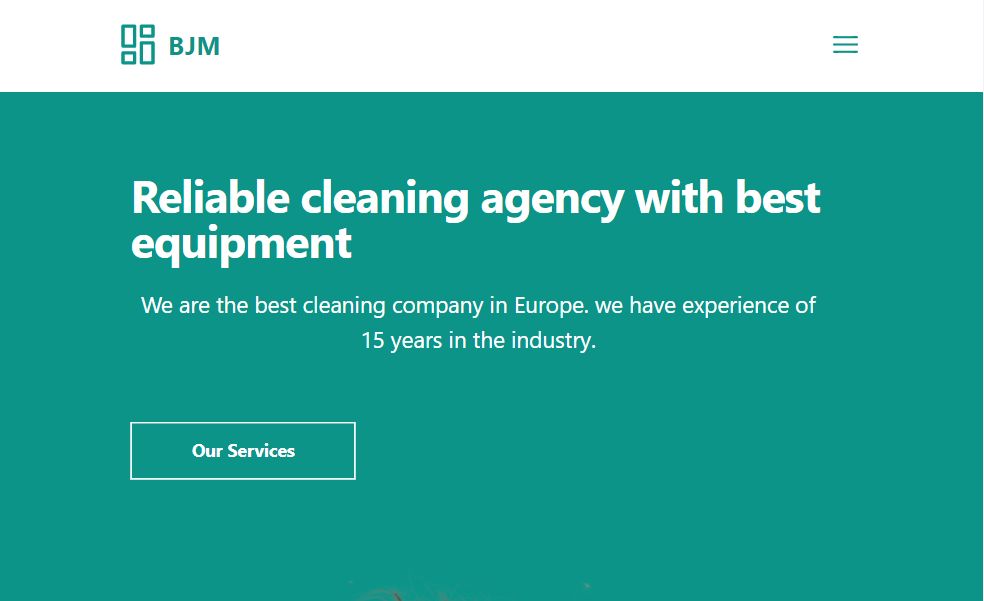 BJM
Reliable cleaning agency with best
equipment
We are the best cleaning company in Europe. we have experience of
15 years in the industry.
Our Services